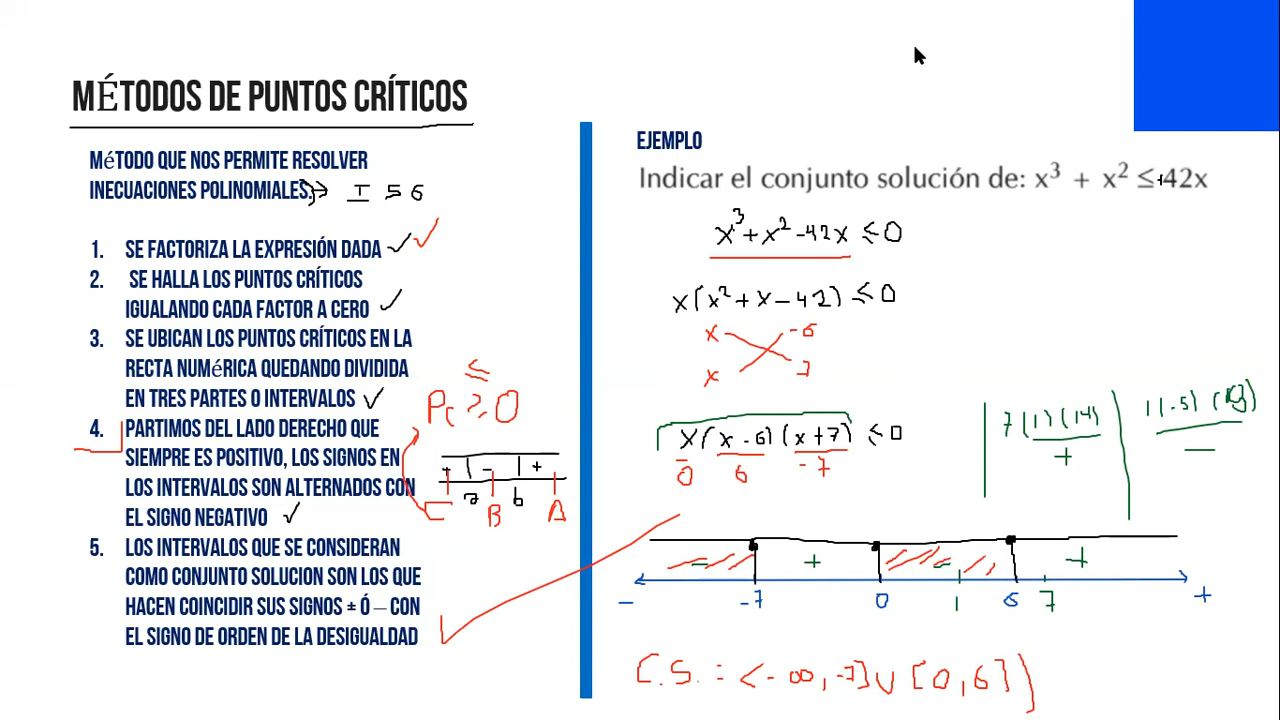 MÉTODOS DE PUNTOS CRÍTICOS
MéTODO QUE NOS PERMITE RESOLVER
INECUACIONES POLINOMIALES. → I 5 6
1. SE FACTORIZA LA EXPRESIÓN DADA
2. SE HALLA LOS PUNTOS CRÍTICOS
IGUALANDO CADA FACTOR A CERO
3. SE UBICAN LOS PUNTOS CRÍTICOS EN LA
RECTA NUMéRICA QUEDANDO DIVIDIDA
EN TRES PARTES O INTERVALOS
4. PARTIMOS DEL LADO DERECHO QUE
SIEMPRE ES POSITIVO, LOS SIGNOS EN
LOS INTERVALOS SON ALTERNADOS CON
EL SIGNO NEGATIVO
5. LOS INTERVALOS QUE SE CONSIDERAN
COMO CONJUNTO SOLUCION SON LOS QUE
HACEN COINCIDIR SUS SIGNOS + Ó – CON
EL SIGNO DE ORDEN DE LA DESIGUALDAD
≤
P( ≥ 0
+ - +
a b
C B A
EJEMPLO
Indicar el conjunto solución de: x³ + x² ≤ +42x
x³ + x² - 42x ≤ 0
x(x² + x - 42) ≤ 0
x -6
x 7
x(x - 6)(x + 7) ≤ 0
0 6 -7
7(1)(14)
+
1(-5)
-
- + - +
- -7 0 1 6 7 +
C.S. : <-∞, -7] ∪ [0, 6]